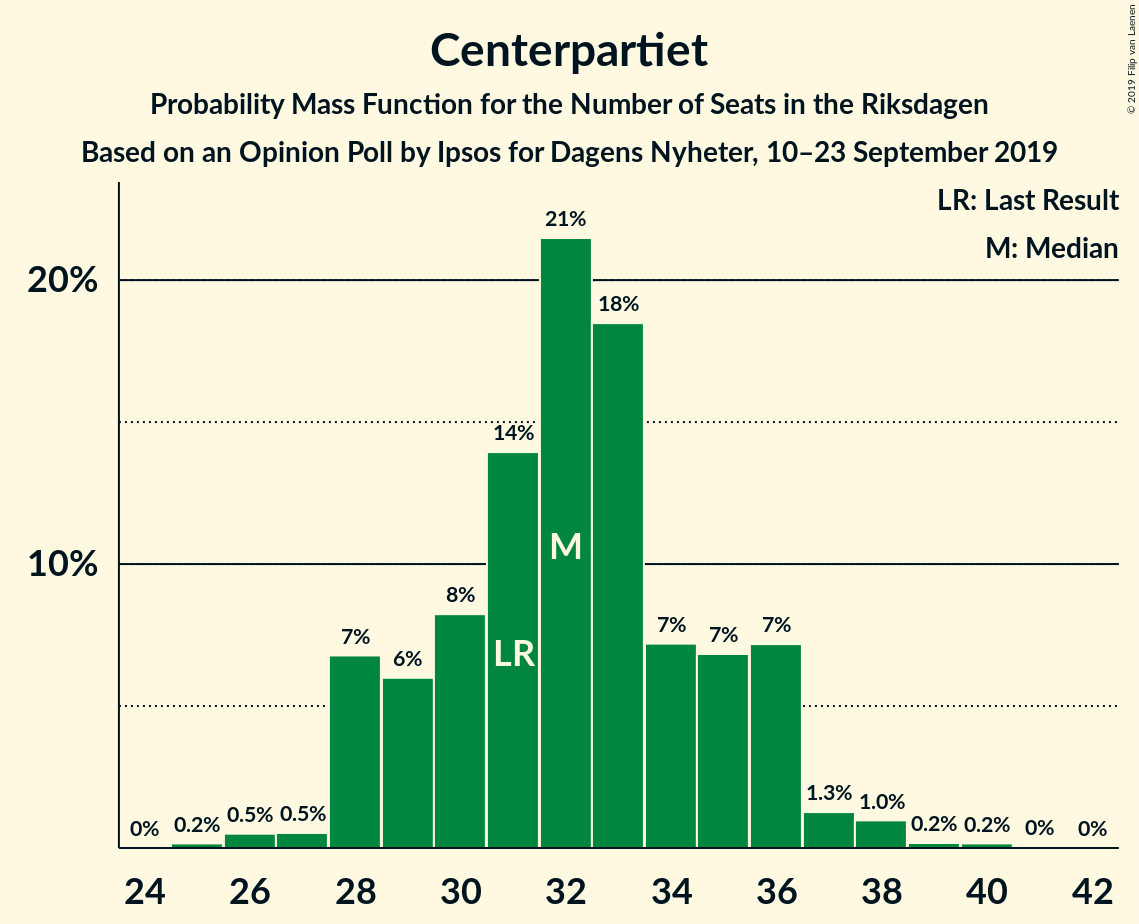 © 2019 Filip van Laenen
Centerpartiet
Probability Mass Function for the Number of Seats in the Riksdagen
Based on an Opinion Poll by Ipsos for Dagens Nyheter, 10–23 September 2019
LR: Last Result
M: Median
20%
10%
0%
0.2%
0.5%
0.5%
7%
6%
8%
14%
21%
18%
7%
7%
7%
1.3%
1.0%
0.2%
0.2%
0%
0%
LR
M
24 26 28 30 32 34 36 38 40 42